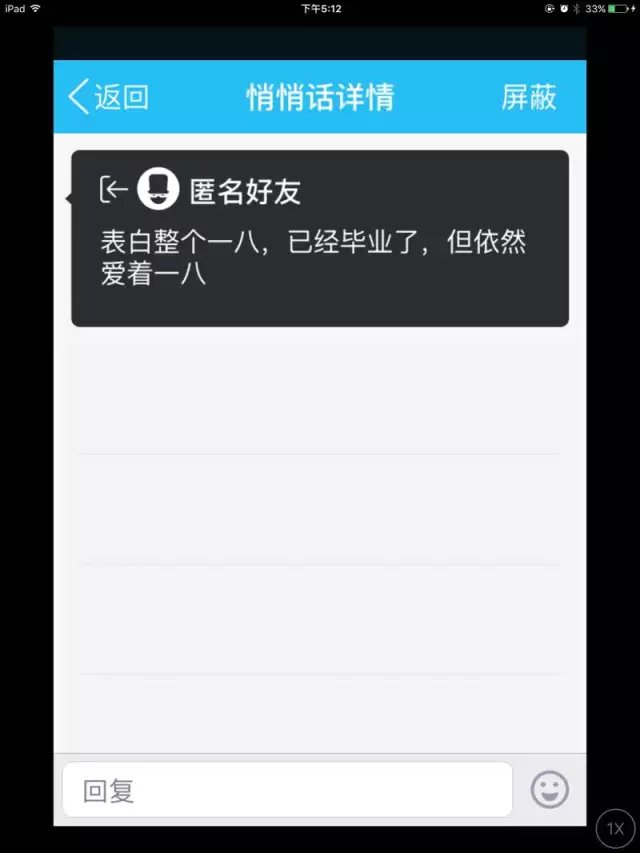 iPad 下午5:12 33%
返回 悄悄话详情 屏蔽
匿名好友
表白整个一八，已经毕业了，但依然
爱着一八
回复
1X